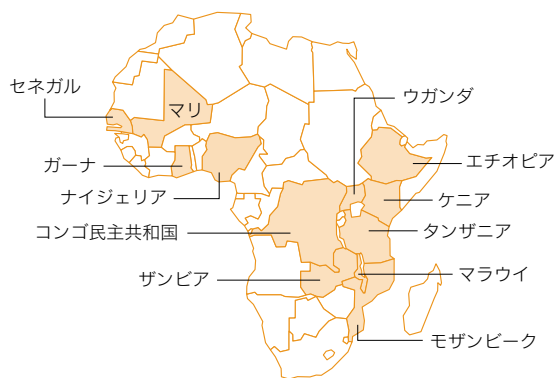 セネガル
マリ
ガーナ
ナイジェリア
コンゴ民主共和国
ザンビア
ウガンダ
エチオピア
ケニア
タンザニア
マラウイ
モザンビーク